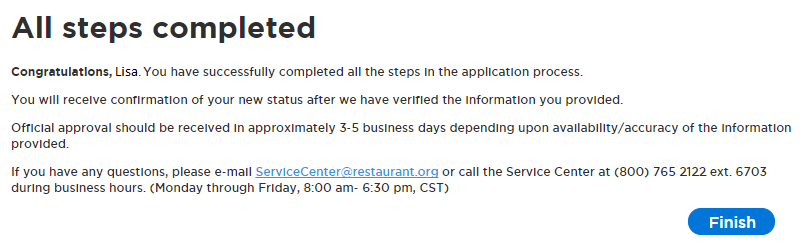 All steps completed
Congratulations, Lisa. You have successfully completed all the steps in the application process.
You will receive confirmation of your new status after we have verified the information you provided.
Official approval should be received in approximately 3-5 business days depending upon availability/accuracy of the information
provided.
If you have any questions, please e-mail ServiceCenter@restaurant.org or call the Service Center at (800) 765 2122 ext. 6703
during business hours. (Monday through Friday, 8:00 am- 6:30 pm, CST)
Finish